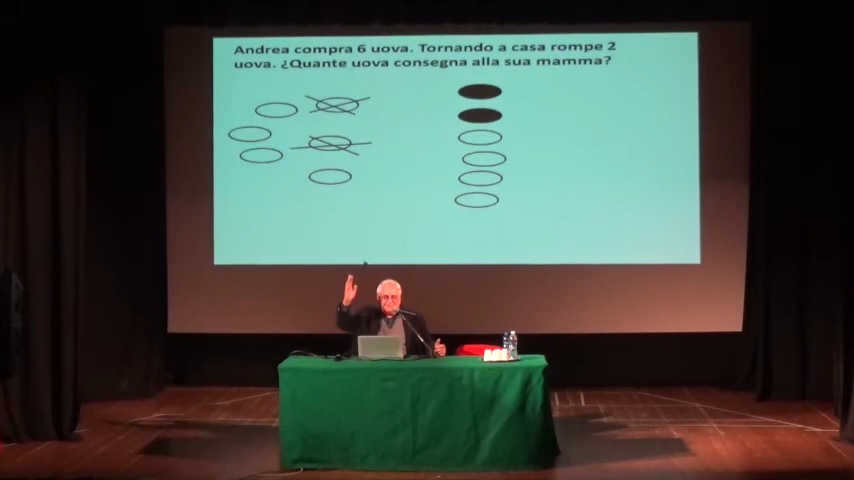 Andrea compra 6 uova. Tornando a casa rompe 2
uova. ¿Quante uova consegna alla sua mamma?